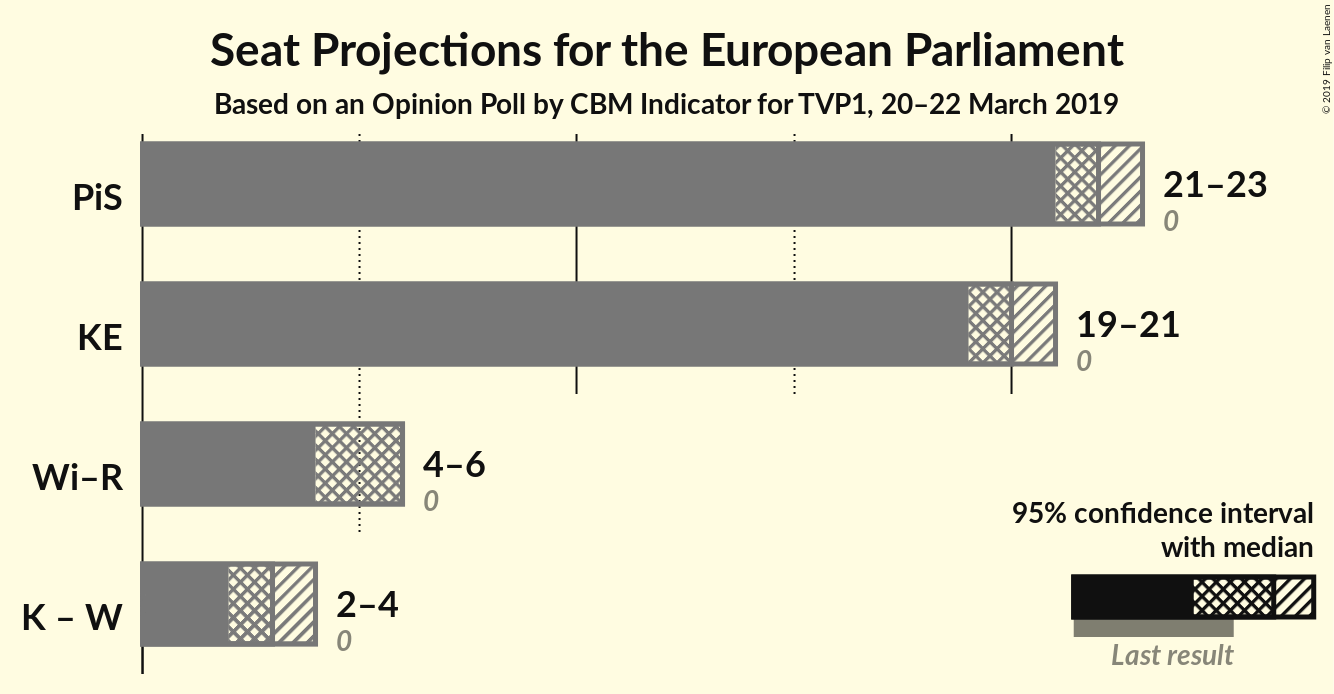 Seat Projections for the European Parliament
Based on an Opinion Poll by CBM Indicator for TVP1, 20–22 March 2019
© 2019 Filip van Laenen
PiS
21–23
0
KE
19–21
0
Wi–R
4–6
0
K – W
2–4
0
95% confidence interval
with median
Last result